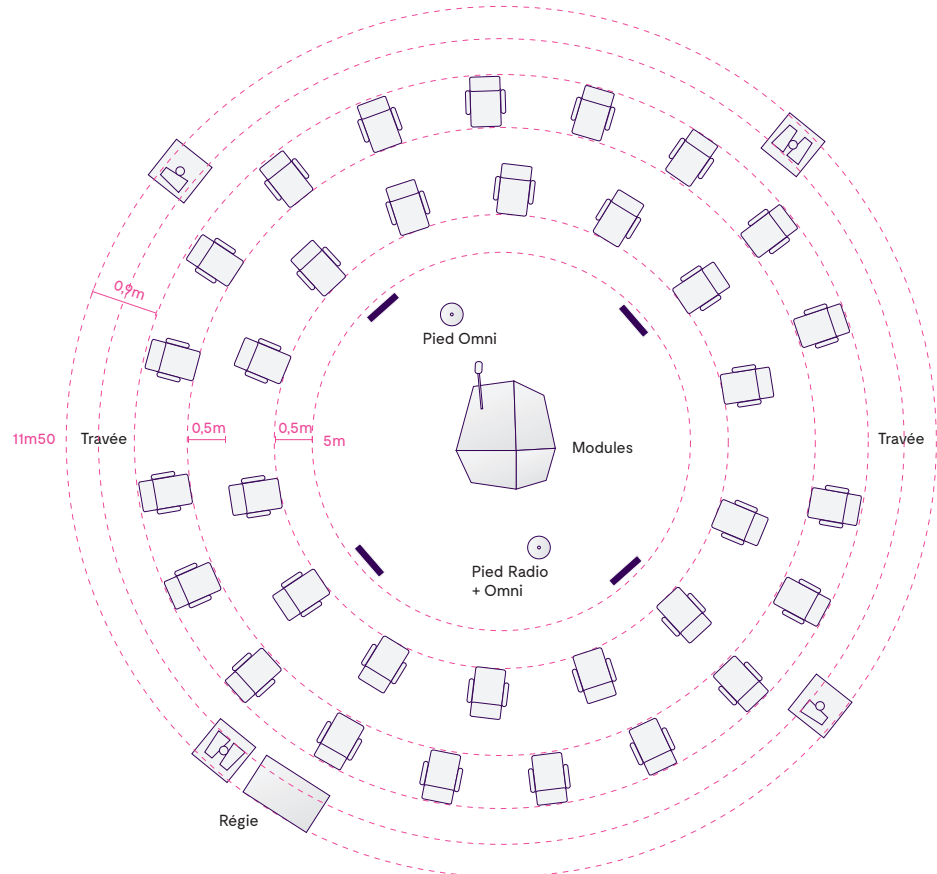 0,9m
Pied Omni
11m50
Travée
0,5m
0,5m
5m
Modules
Travée
Pied Radio
+ Omni
Régie